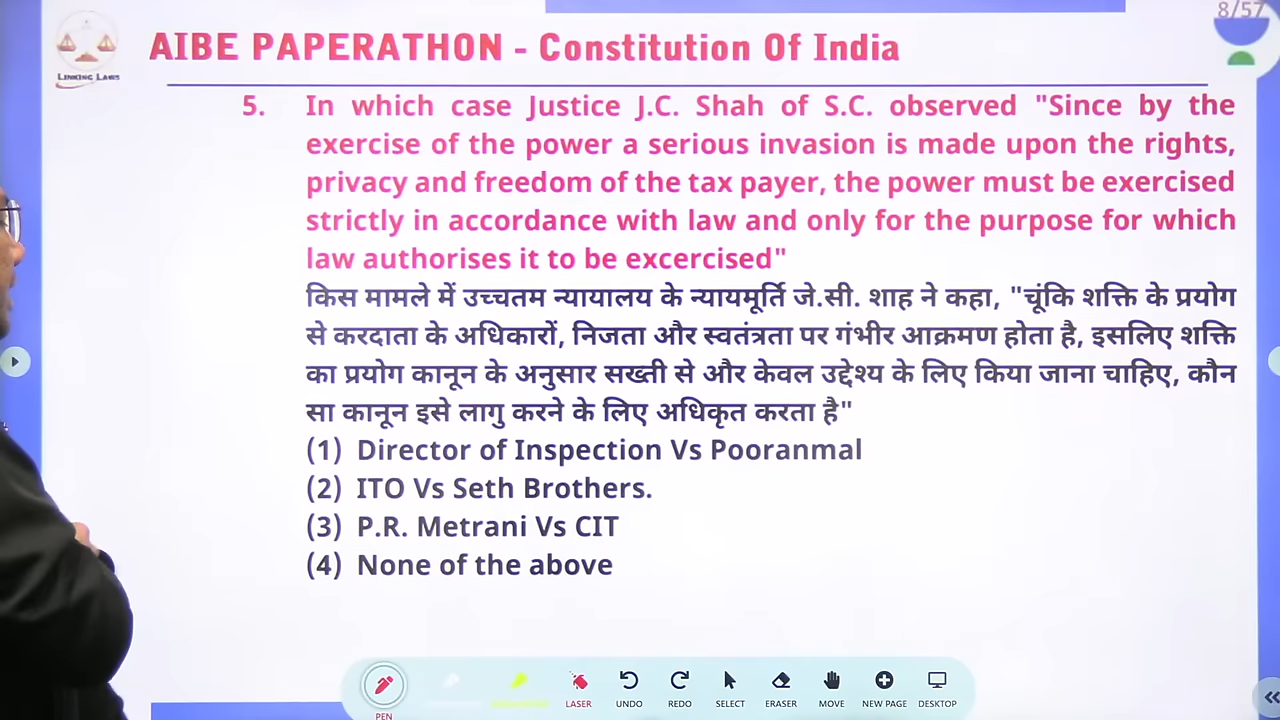 8/57
LINKING LAWS
AIBE PAPERATHON - Constitution Of India
5. In which case Justice J.C. Shah of S.C. observed "Since by the
exercise of the power a serious invasion is made upon the rights,
privacy and freedom of the tax payer, the power must be exercised
strictly in accordance with law and only for the purpose for which
law authorises it to be excercised"
किस मामले में उच्चतम न्यायालय के न्यायमूर्ति जे.सी. शाह ने कहा, "चूंकि शक्ति के प्रयोग
से करदाता के अधिकारों, निजता और स्वतंत्रता पर गंभीर आक्रमण होता है, इसलिए शक्ति
का प्रयोग कानून के अनुसार सख्ती से और केवल उद्देश्य के लिए किया जाना चाहिए, कौन
सा कानून इसे लागु करने के लिए अधिकृत करता है"
(1) Director of Inspection Vs Pooranmal
(2) ITO Vs Seth Brothers.
(3) P.R. Metrani Vs CIT
(4) None of the above
PEN LASER UNDO REDO SELECT ERASER MOVE NEW PAGE DESKTOP